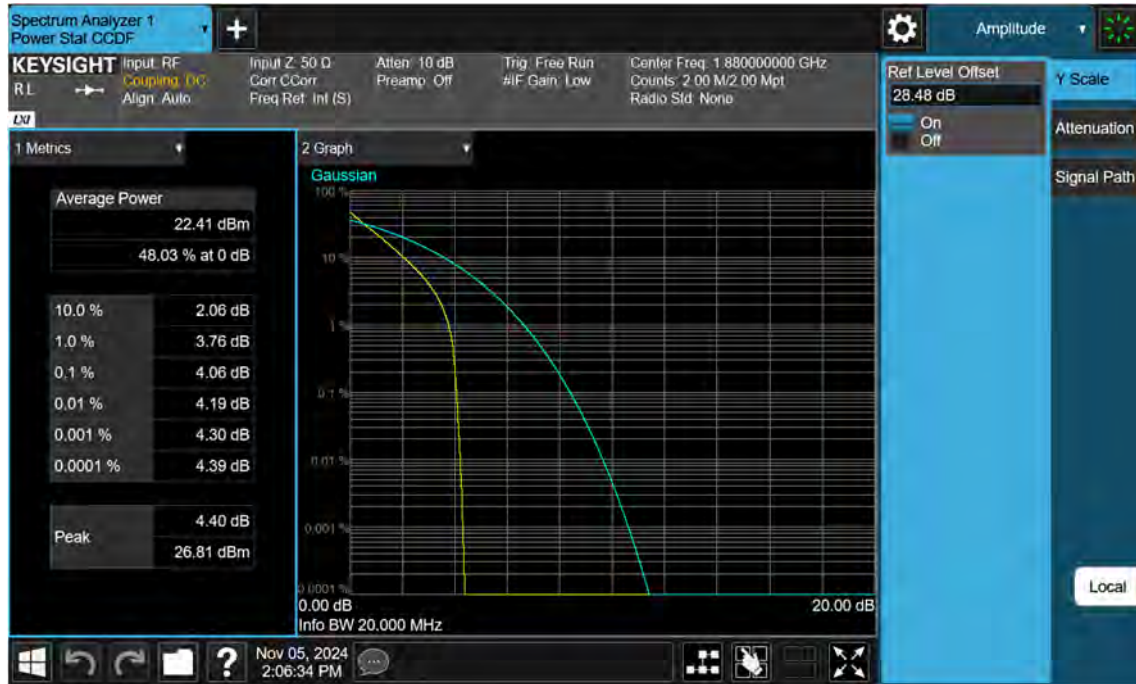 Spectrum Analyzer 1
Power Stat CCDF
Amplitude
KEYSIGHT
RL
LXI
Input: RF
Coupling: DC
Align: Auto
Input Z: 50 Ω
Corr CCorr
Freq Ref: Int (S)
Atten: 10 dB
Preamp: Off
Trig: Free Run
#IF Gain: Low
Center Freq: 1.880000000 GHz
Counts: 2.00 M/2.00 Mpt
Radio Std: None
Ref Level Offset
28.48 dB
On
Off
Y Scale
Attenuation
Signal Path
Local
1 Metrics
Average Power
22.41 dBm
48.03 % at 0 dB
10.0 % 2.06 dB
1.0 % 3.76 dB
0.1 % 4.06 dB
0.01 % 4.19 dB
0.001 % 4.30 dB
0.0001 % 4.39 dB
Peak
4.40 dB
26.81 dBm
2 Graph
Gaussian
100 %
10 %
1 %
0.1 %
0.01 %
0.001 %
0.0001 %
0.00 dB 20.00 dB
Info BW 20.000 MHz
?
Nov 05, 2024
2:06:34 PM